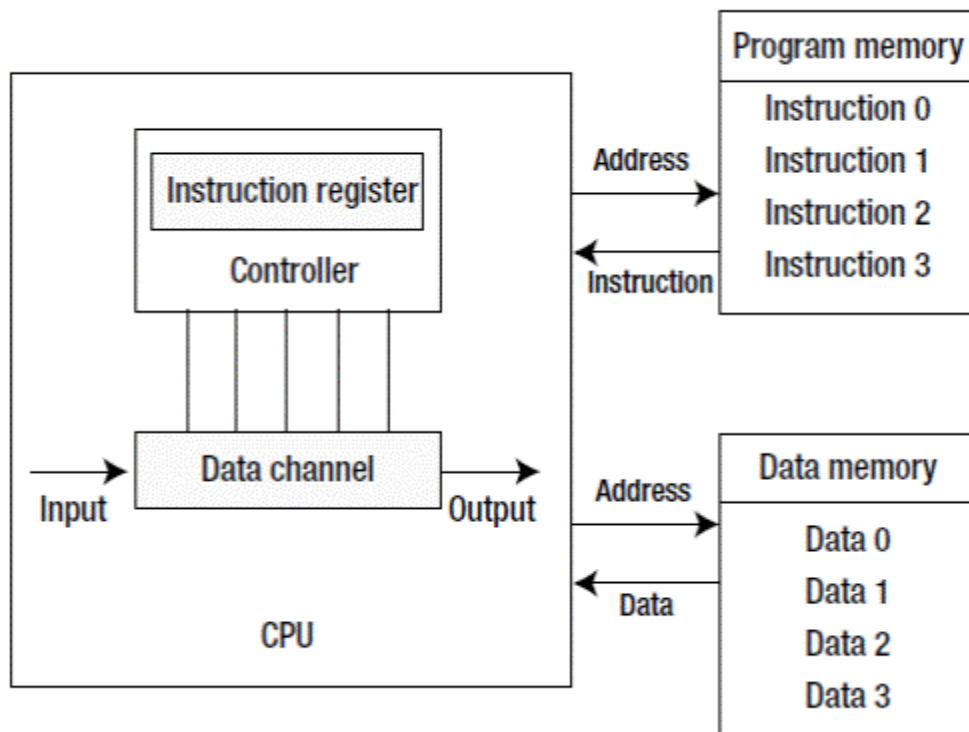 Program memory
Instruction 0
Instruction 1
Instruction 2
Instruction 3
Address
Instruction
Instruction register
Controller
Data channel
Input
Output
CPU
Address
Data
Data memory
Data 0
Data 1
Data 2
Data 3